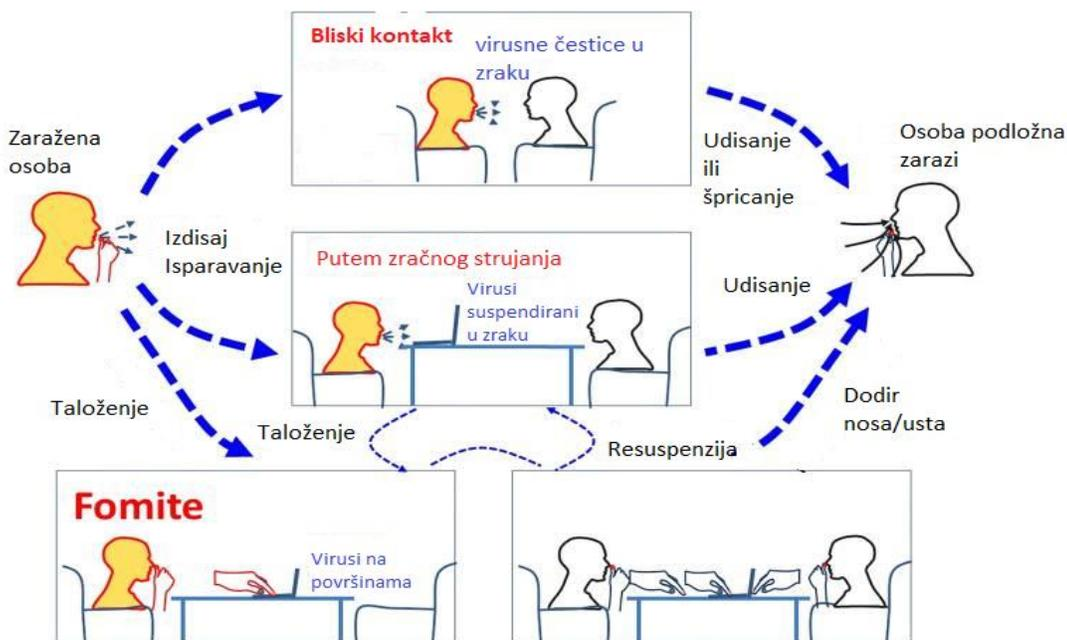 Bliski kontakt
virusne čestice u
zraku
Zaražena
osoba
Udisanje
ili
špricanje
Osoba podložna
zarazi
Izdisaj
Isparavanje
Putem zračnog strujanja
Virusi
suspendirani
u zraku
Udisanje
Taloženje
Taloženje
Resuspenzija
Dodir
nosa/usta
Fomite
Virusi na
površinama